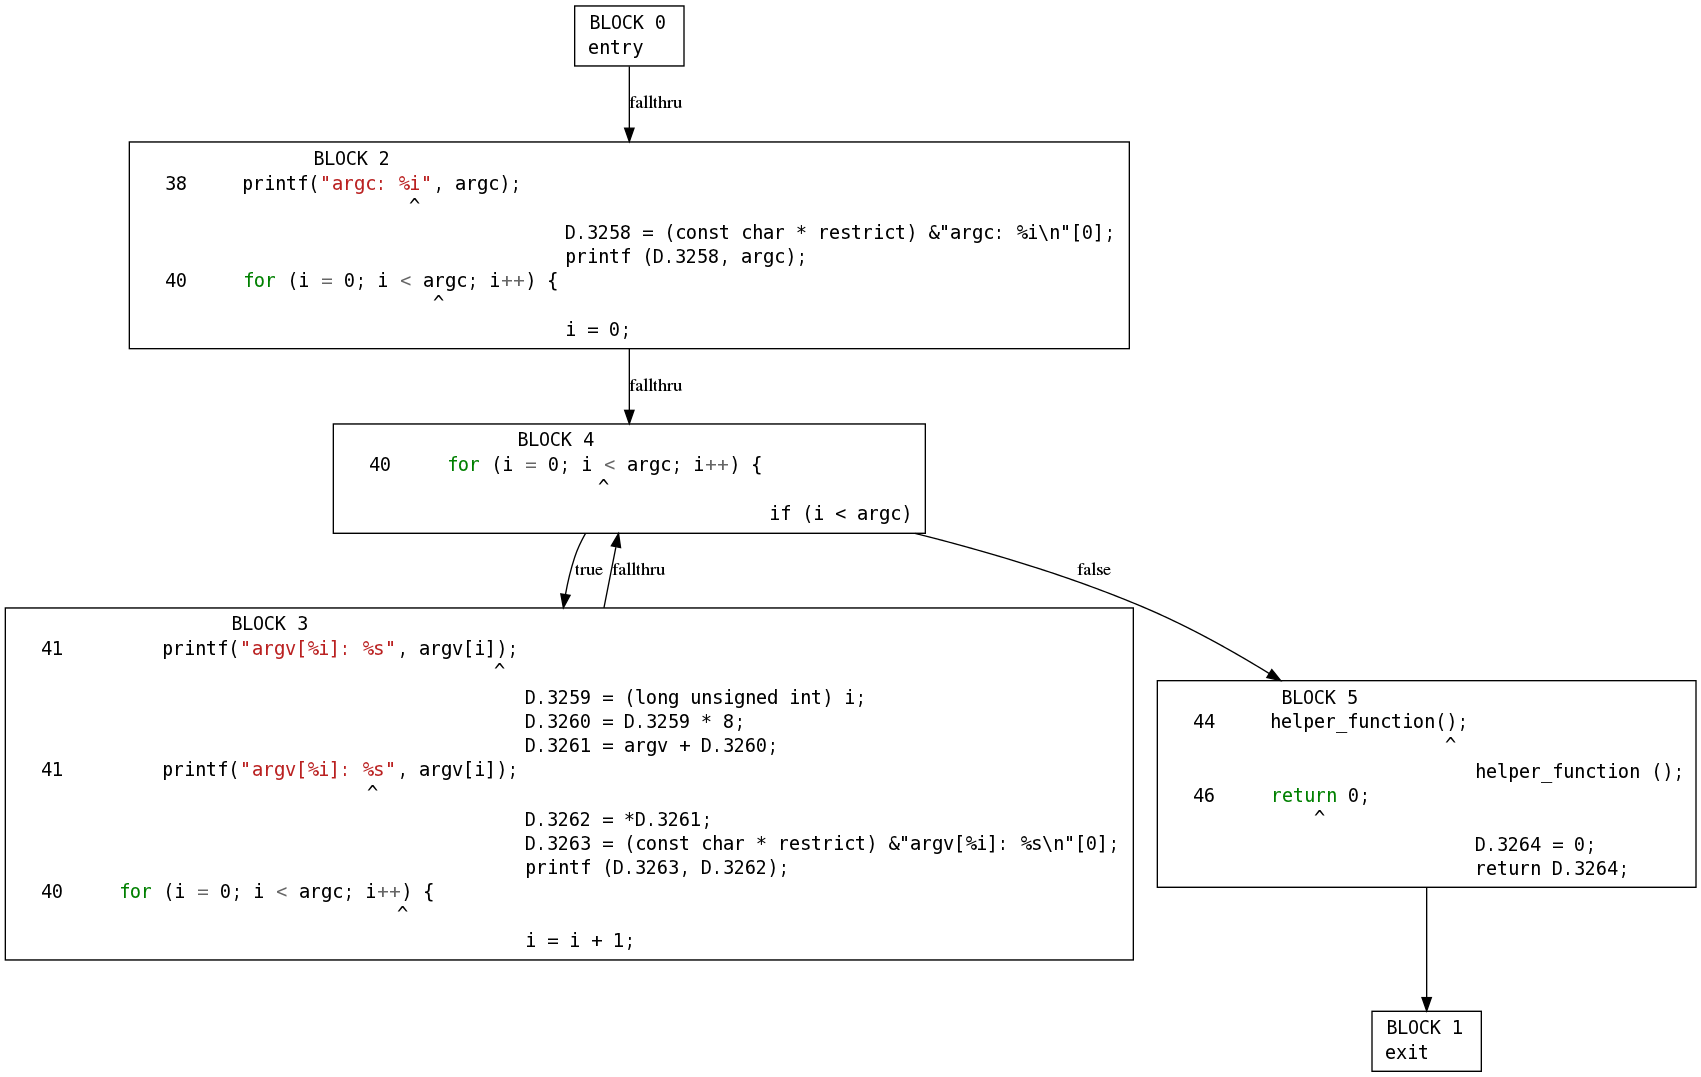 BLOCK 0
entry
fallthru
BLOCK 2
38 printf("argc: %i", argc);
^
D.3258 = (const char * restrict) &"argc: %i\n"[0];
printf (D.3258, argc);
40 for (i = 0; i < argc; i++) {
^
i = 0;
fallthru
BLOCK 4
40 for (i = 0; i < argc; i++) {
^
if (i < argc)
true
fallthru
false
BLOCK 3
41 printf("argv[%i]: %s", argv[i]);
^
D.3259 = (long unsigned int) i;
D.3260 = D.3259 * 8;
D.3261 = argv + D.3260;
41 printf("argv[%i]: %s", argv[i]);
^
D.3262 = *D.3261;
D.3263 = (const char * restrict) &"argv[%i]: %s\n"[0];
printf (D.3263, D.3262);
40 for (i = 0; i < argc; i++) {
^
i = i + 1;
BLOCK 5
44 helper_function();
^
helper_function ();
46 return 0;
^
D.3264 = 0;
return D.3264;
BLOCK 1
exit